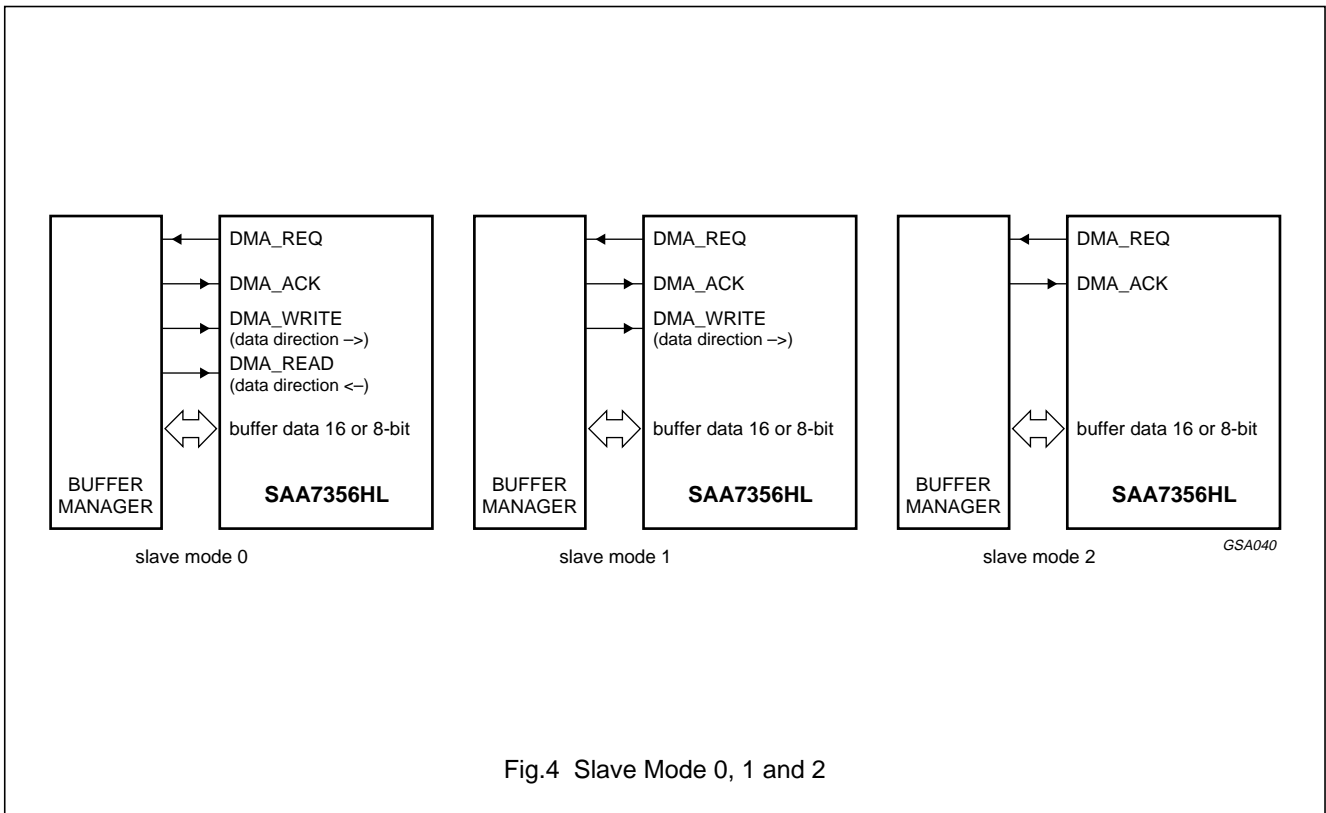 DMA_REQ
DMA_ACK
DMA_WRITE
(data direction –>)
DMA_READ
(data direction <–)
buffer data 16 or 8-bit
BUFFER
MANAGER
SAA7356HL
slave mode 0
DMA_REQ
DMA_ACK
DMA_WRITE
(data direction –>)
buffer data 16 or 8-bit
BUFFER
MANAGER
SAA7356HL
slave mode 1
DMA_REQ
DMA_ACK
buffer data 16 or 8-bit
BUFFER
MANAGER
SAA7356HL
slave mode 2
GSA040
Fig.4 Slave Mode 0, 1 and 2